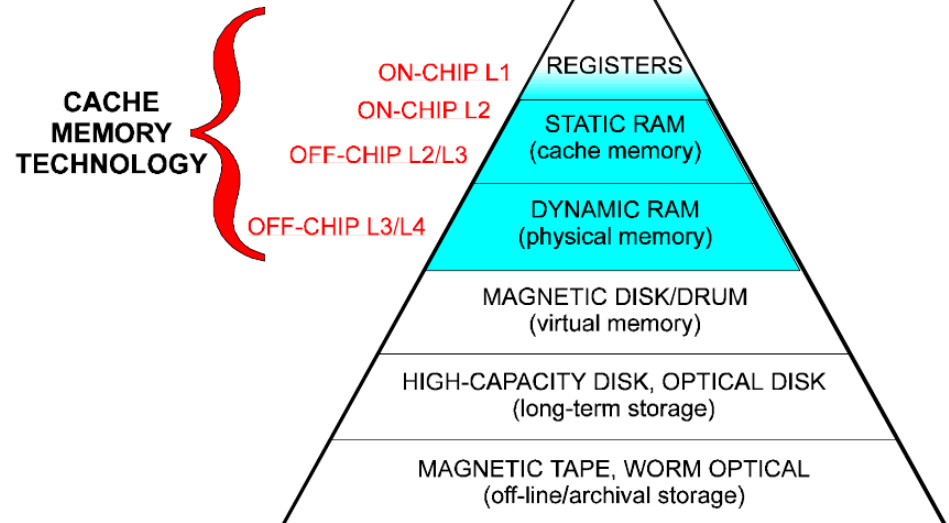 CACHE
MEMORY
TECHNOLOGY
ON-CHIP L1
ON-CHIP L2
OFF-CHIP L2/L3
OFF-CHIP L3/L4
REGISTERS
STATIC RAM
(cache memory)
DYNAMIC RAM
(physical memory)
MAGNETIC DISK/DRUM
(virtual memory)
HIGH-CAPACITY DISK, OPTICAL DISK
(long-term storage)
MAGNETIC TAPE, WORM OPTICAL
(off-line/archival storage)